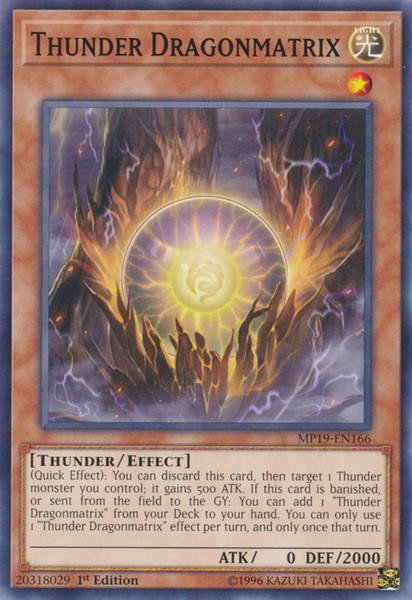 THUNDER DRAGONMATRIX
LIGHT
光
MP19-EN166
[THUNDER/EFFECT]
(Quick Effect): You can discard this card, then target 1 Thunder
monster you control; it gains 500 ATK. If this card is banished,
or sent from the field to the GY: You can add 1 "Thunder
Dragonmatrix" from your Deck to your hand. You can only use
1 "Thunder Dragonmatrix" effect per turn, and only once that turn.
ATK/ 0 DEF/2000
20318029 1st Edition ©1996 KAZUKI TAKAHASHI